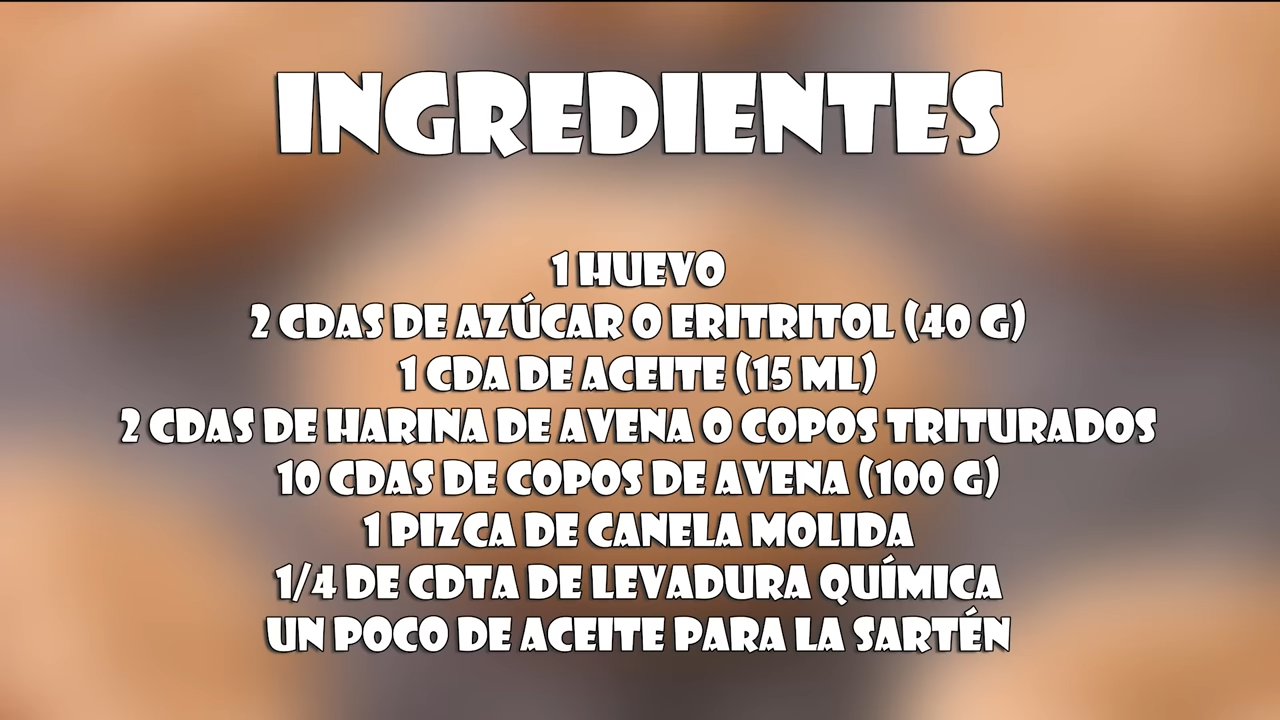 INGREDIENTES
1 HUEVO
2 CDAS DE AZÚCAR O ERITRITOL (40 G)
1 CDA DE ACEITE (15 ML)
2 CDAS DE HARINA DE AVENA O COPOS TRITURADOS
10 CDAS DE COPOS DE AVENA (100 G)
1 PIZCA DE CANELA MOLIDA
1/4 DE CDTA DE LEVADURA QUÍMICA
UN POCO DE ACEITE PARA LA SARTÉN